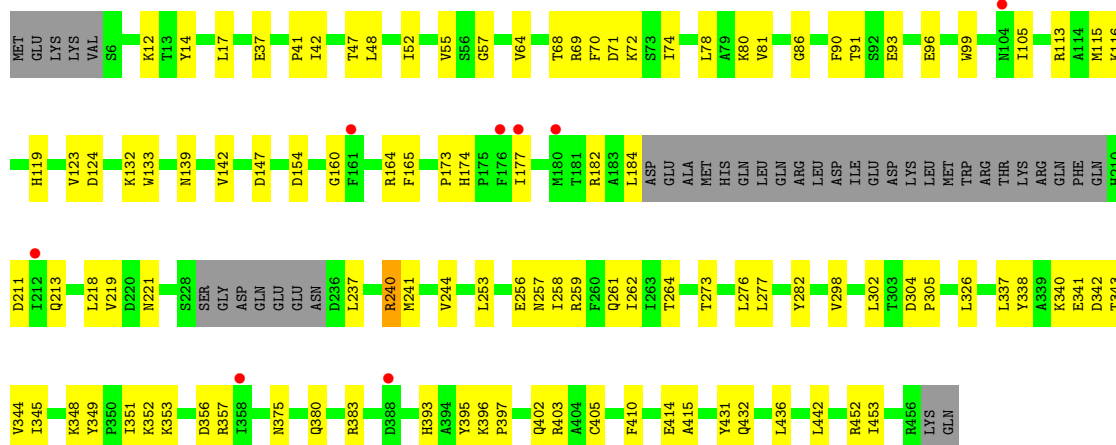 MET GLU LYS LYS VAL S6 K12 T13 Y14 L17 E37 P41 I42 T47 L48 I52 V55 S56 G57 V64 T68 R69 F70 D71 K72 S73 I74 L78 A79 K80 V81 G86 F90 T91 S92 E93 E96 W99 N104 I105 R113 A114 M115 K116
H119 V123 D124 K132 W133 N139 V142 D147 D154 G160 F161 R164 F165 P173 H174 P175 F176 I177 M180 T181 R182 A183 L184 ASP GLU ALA MET HIS GLN LEU LEU GLN ARG LEU ASP ILE GLU ASP LYS LEU MET TRP ARG THR LYS ARG GLN PHE GLN H210
D211 I212 Q213 L218 V219 D220 N221 S228 SER GLY ASP GLN GLU GLU ASN D236 L237 R240 M241 V244 L253 E256 N257 I258 R259 F260 Q261 I262 I263 T264 T273 L276 L277 Y282 V298 L302 T303 D304 P305 L326 L337 Y338 A339 K340 E341 D342 T343
V344 I345 K348 Y349 P350 I351 K352 K353 D356 R357 I358 N375 Q380 R383 D388 H393 A394 Y395 K396 P397 Q402 R403 A404 C405 F410 E414 A415 Y431 Q432 L436 L442 R452 I453 R456 LYS GLN